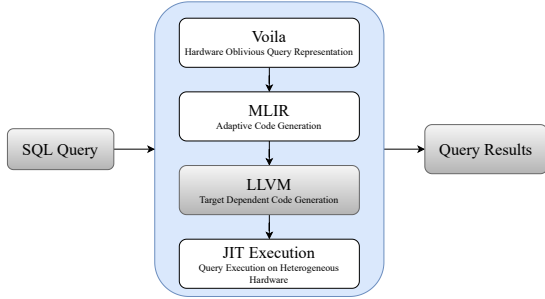 SQL Query
Voila
Hardware Oblivious Query Representation
MLIR
Adaptive Code Generation
LLVM
Target Dependent Code Generation
JIT Execution
Query Execution on Heterogeneous
Hardware
Query Results